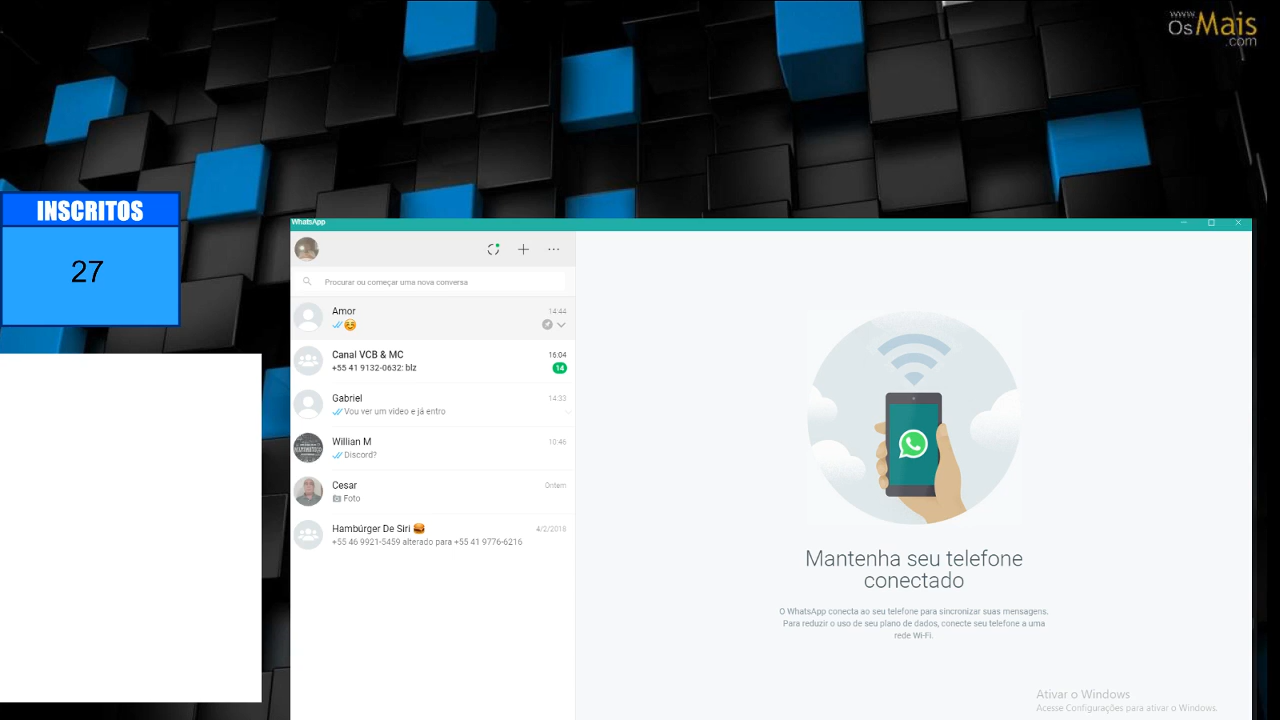 www
OsMais
.com
INSCRITOS
27
WhatsApp
Procurar ou começar uma nova conversa
Amor
14:44
Canal VCB & MC
16:04
+55 41 9132-0632: blz
14
Gabriel
14:33
Vou ver um video e já entro
Willian M
10:46
Discord?
Cesar
Ontem
Foto
Hambúrger De Siri
4/2/2018
+55 46 9921-5459 alterado para +55 41 9776-6216
Mantenha seu telefone
conectado
O WhatsApp conecta ao seu telefone para sincronizar suas mensagens.
Para reduzir o uso de seu plano de dados, conecte seu telefone a uma
rede Wi-Fi.
Ativar o Windows
Acesse Configurações para ativar o Windows.